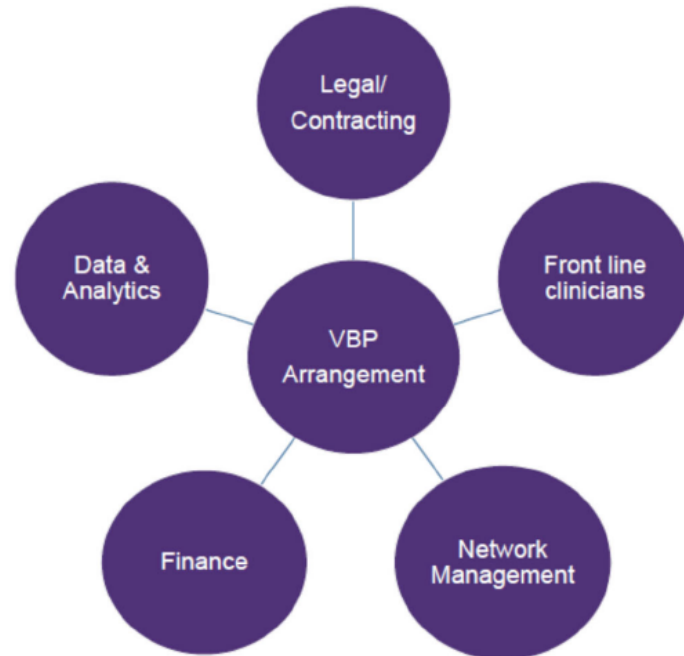 Legal/
Contracting
Data &
Analytics
Front line
clinicians
VBP
Arrangement
Finance
Network
Management